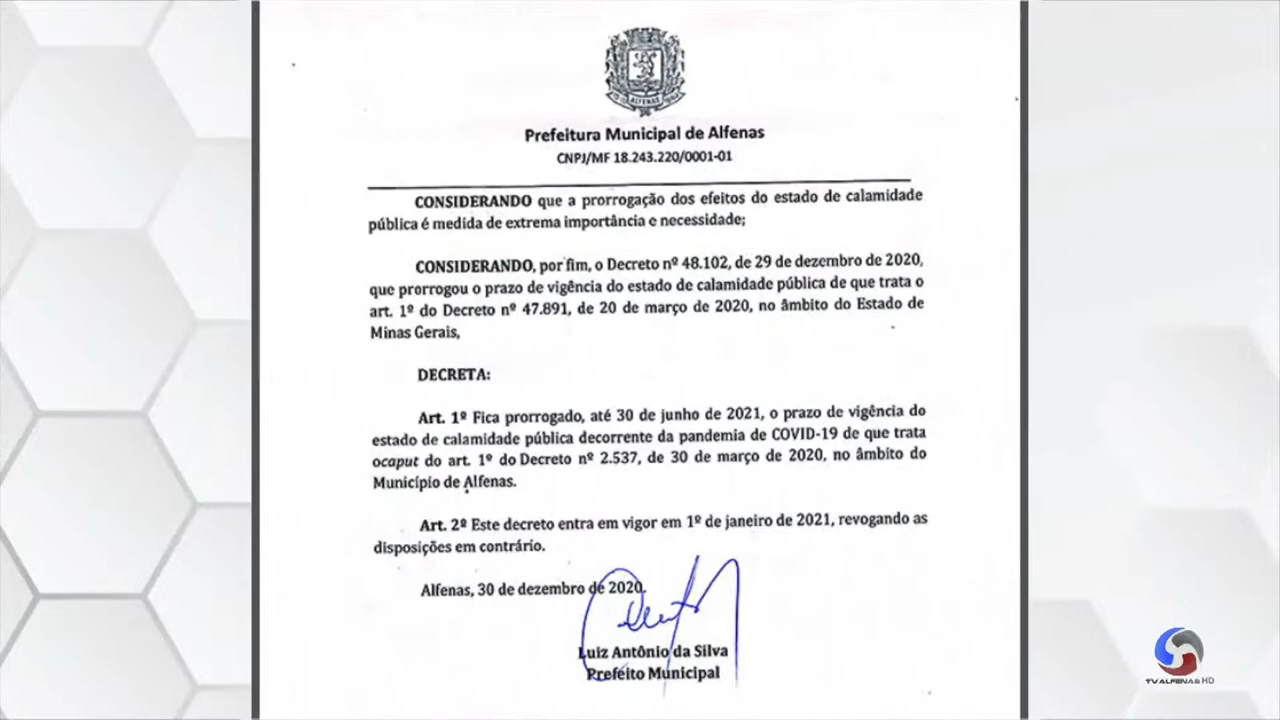 ALFENAS
Prefeitura Municipal de Alfenas
CNPJ/MF 18.243.220/0001-01
CONSIDERANDO que a prorrogação dos efeitos do estado de calamidade
pública é medida de extrema importância e necessidade;
CONSIDERANDO, por fim, o Decreto nº 48.102, de 29 de dezembro de 2020,
que prorrogou o prazo de vigência do estado de calamidade pública de que trata o
art. 1º do Decreto nº 47.891, de 20 de março de 2020, no âmbito do Estado de
Minas Gerais,
DECRETA:
Art. 1º Fica prorrogado, até 30 de junho de 2021, o prazo de vigência do
estado de calamidade pública decorrente da pandemia de COVID-19 de que trata
ocaput do art. 1º do Decreto nº 2.537, de 30 de março de 2020, no âmbito do
Município de Alfenas.
Art. 2º Este decreto entra em vigor em 1º de janeiro de 2021, revogando as
disposições em contrário.
Alfenas, 30 de dezembro de 2020.
Luiz Antônio da Silva
Prefeito Municipal
TV ALFENAS HD